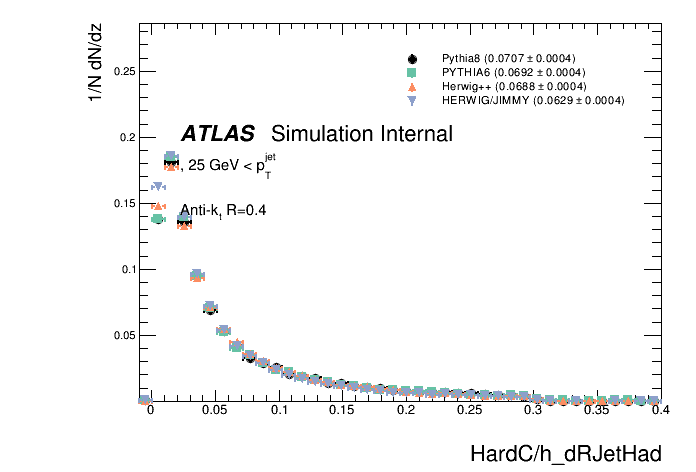 1/N dN/dz
Pythia8 (0.0707 ± 0.0004)
PYTHIA6 (0.0692 ± 0.0004)
Herwig++ (0.0688 ± 0.0004)
HERWIG/JIMMY (0.0629 ± 0.0004)
ATLAS Simulation Internal
, 25 GeV < p_T^jet
Anti-k_t R=0.4
0.25
0.2
0.15
0.1
0.05
0 0.05 0.1 0.15 0.2 0.25 0.3 0.35 0.4
HardC/h_dRJetHad